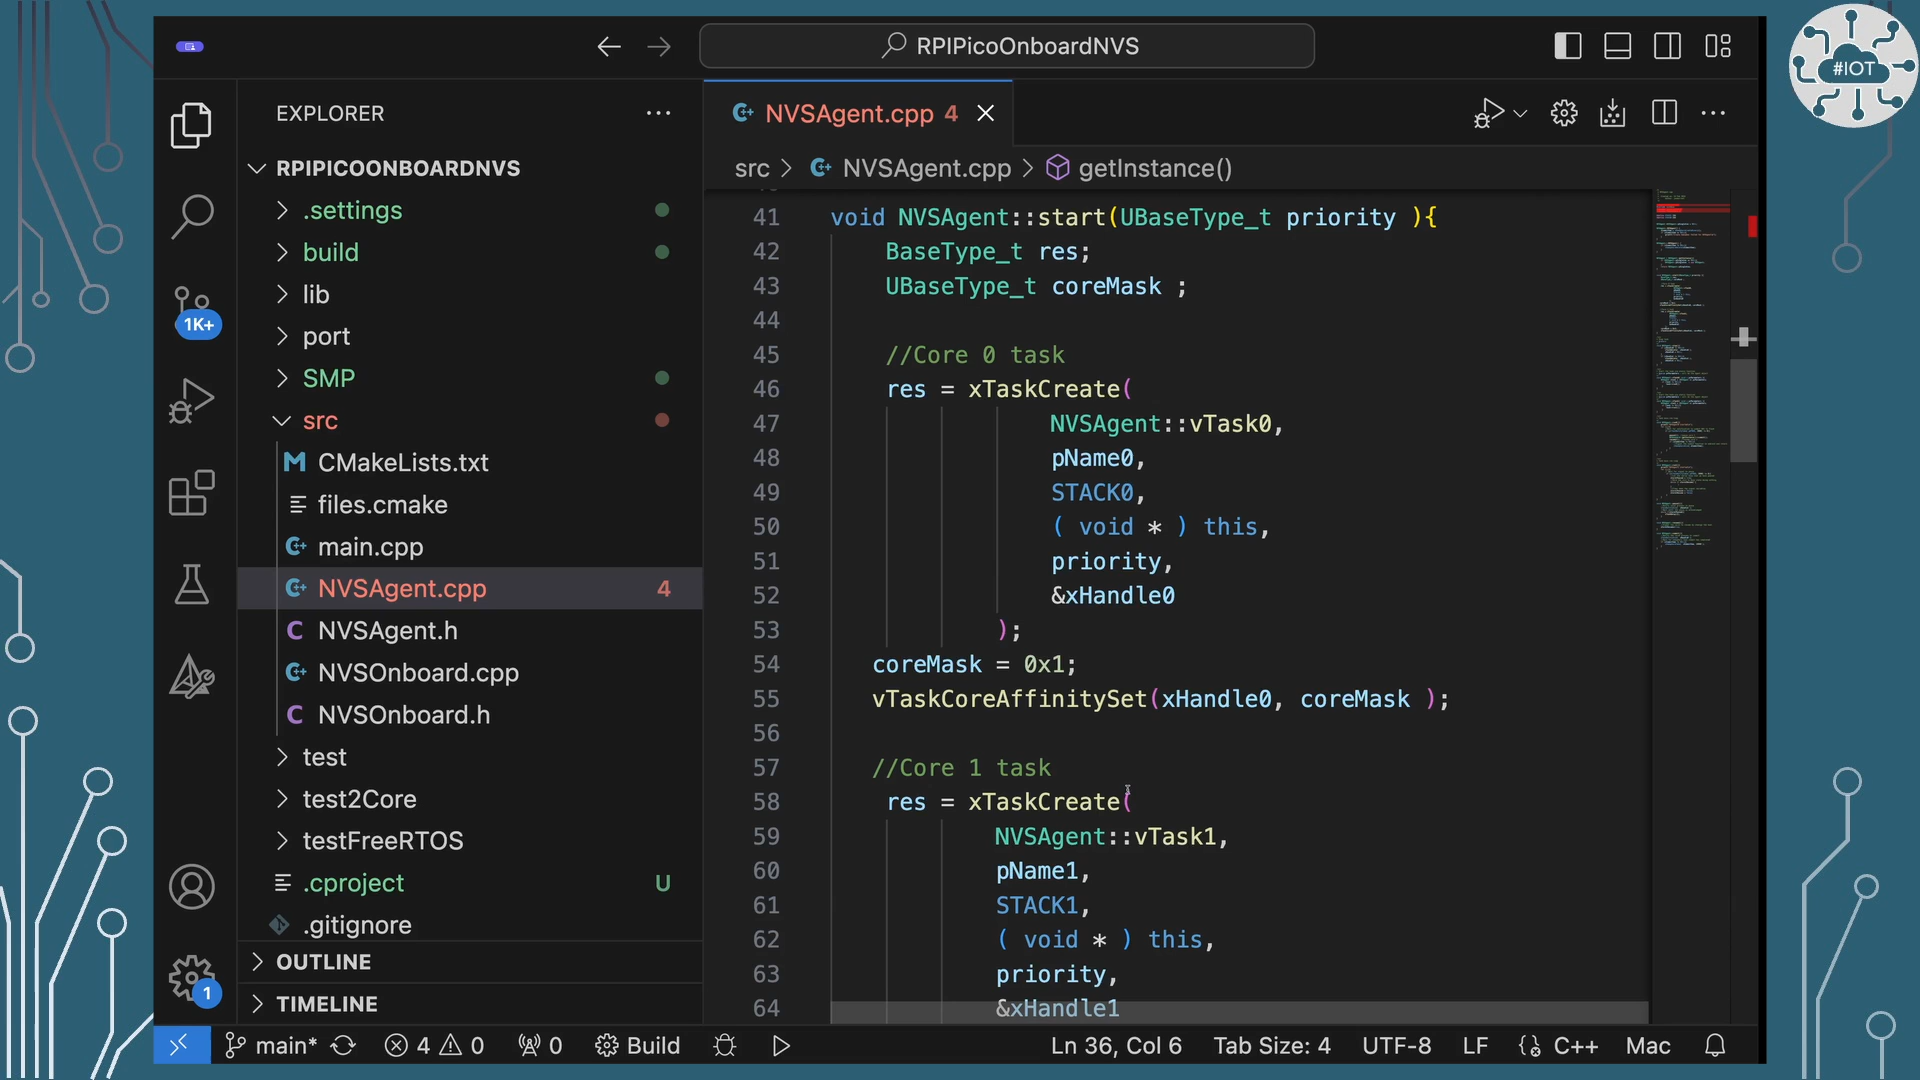 RPIPicoOnboardNVS
#IOT
EXPLORER
NVSAgent.cpp 4
RPIPICOONBOARDNVS
src > NVSAgent.cpp > getInstance()
.settings
build
lib
port
SMP
src
CMakeLists.txt
files.cmake
main.cpp
NVSAgent.cpp 4
NVSAgent.h
NVSOnboard.cpp
NVSOnboard.h
test
test2Core
testFreeRTOS
.cproject U
.gitignore
OUTLINE
TIMELINE
1K+
1
41 void NVSAgent::start(UBaseType_t priority ){
42 BaseType_t res;
43 UBaseType_t coreMask ;
44
45 //Core 0 task
46 res = xTaskCreate(
47 NVSAgent::vTask0,
48 pName0,
49 STACK0,
50 ( void * ) this,
51 priority,
52 &xHandle0
53 );
54 coreMask = 0x1;
55 vTaskCoreAffinitySet(xHandle0, coreMask );
56
57 //Core 1 task
58 res = xTaskCreate(
59 NVSAgent::vTask1,
60 pName1,
61 STACK1,
62 ( void * ) this,
63 priority,
64 &xHandle1
main* 4 0 0 Build Ln 36, Col 6 Tab Size: 4 UTF-8 LF C++ Mac